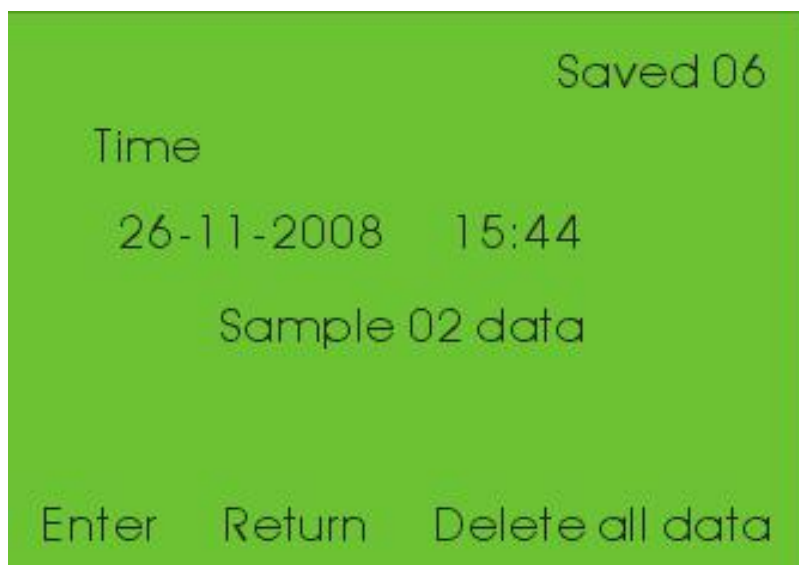 Saved 06
Time
26-11-2008 15:44
Sample 02 data
Enter Return Delete all data